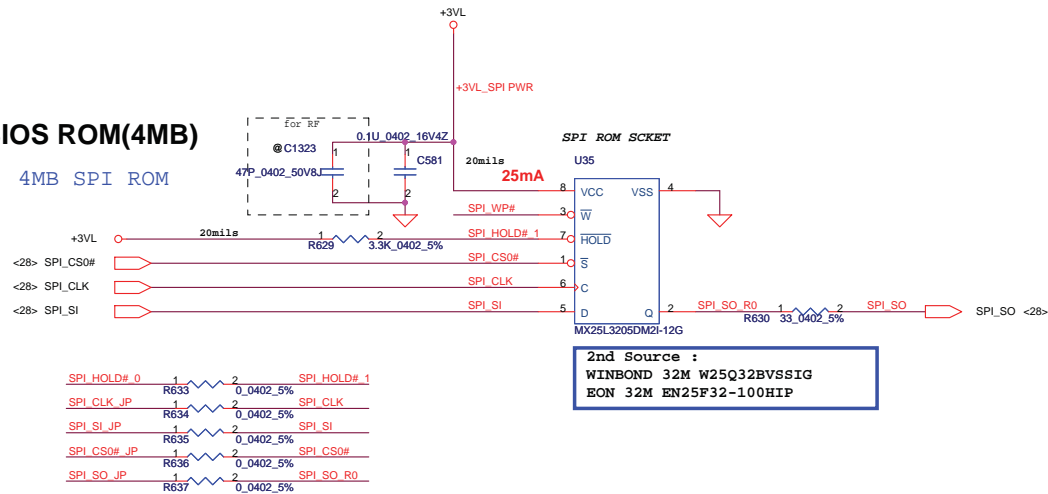 +3VL
+3VL_SPI PWR
IOS ROM(4MB)
4MB SPI ROM
for RF
@ C1323
1
47P_0402_50V8J
2
0.1U_0402_16V4Z
1
C581
2
20mils
25mA
SPI ROM SCKET
U35
8 VCC VSS 4
SPI_WP# 3 W
+3VL 20mils 1 2 SPI_HOLD#_1 7 HOLD
R629 3.3K_0402_5%
<28> SPI_CS0# SPI_CS0# 1 S
<28> SPI_CLK SPI_CLK 6 C
<28> SPI_SI SPI_SI 5 D Q 2 SPI_SO_R0 1 2 SPI_SO SPI_SO <28>
R630 33_0402_5%
MX25L3205DM2I-12G
2nd Source :
WINBOND 32M W25Q32BVSSIG
EON 32M EN25F32-100HIP
SPI_HOLD#_0 1 2 SPI_HOLD#_1
R633 0_0402_5%
SPI_CLK_JP 1 2 SPI_CLK
R634 0_0402_5%
SPI_SI_JP 1 2 SPI_SI
R635 0_0402_5%
SPI_CS0#_JP 1 2 SPI_CS0#
R636 0_0402_5%
SPI_SO_JP 1 2 SPI_SO_R0
R637 0_0402_5%